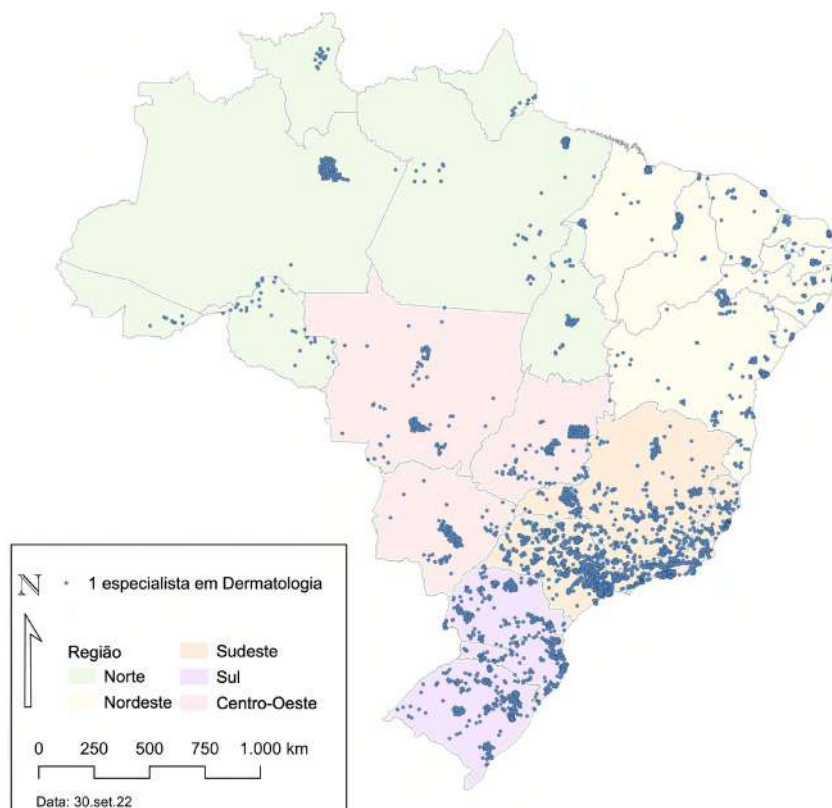 N
1 especialista em Dermatologia
Região
Norte
Nordeste
Sudeste
Sul
Centro-Oeste
0 250 500 750 1.000 km
Data: 30.set.22